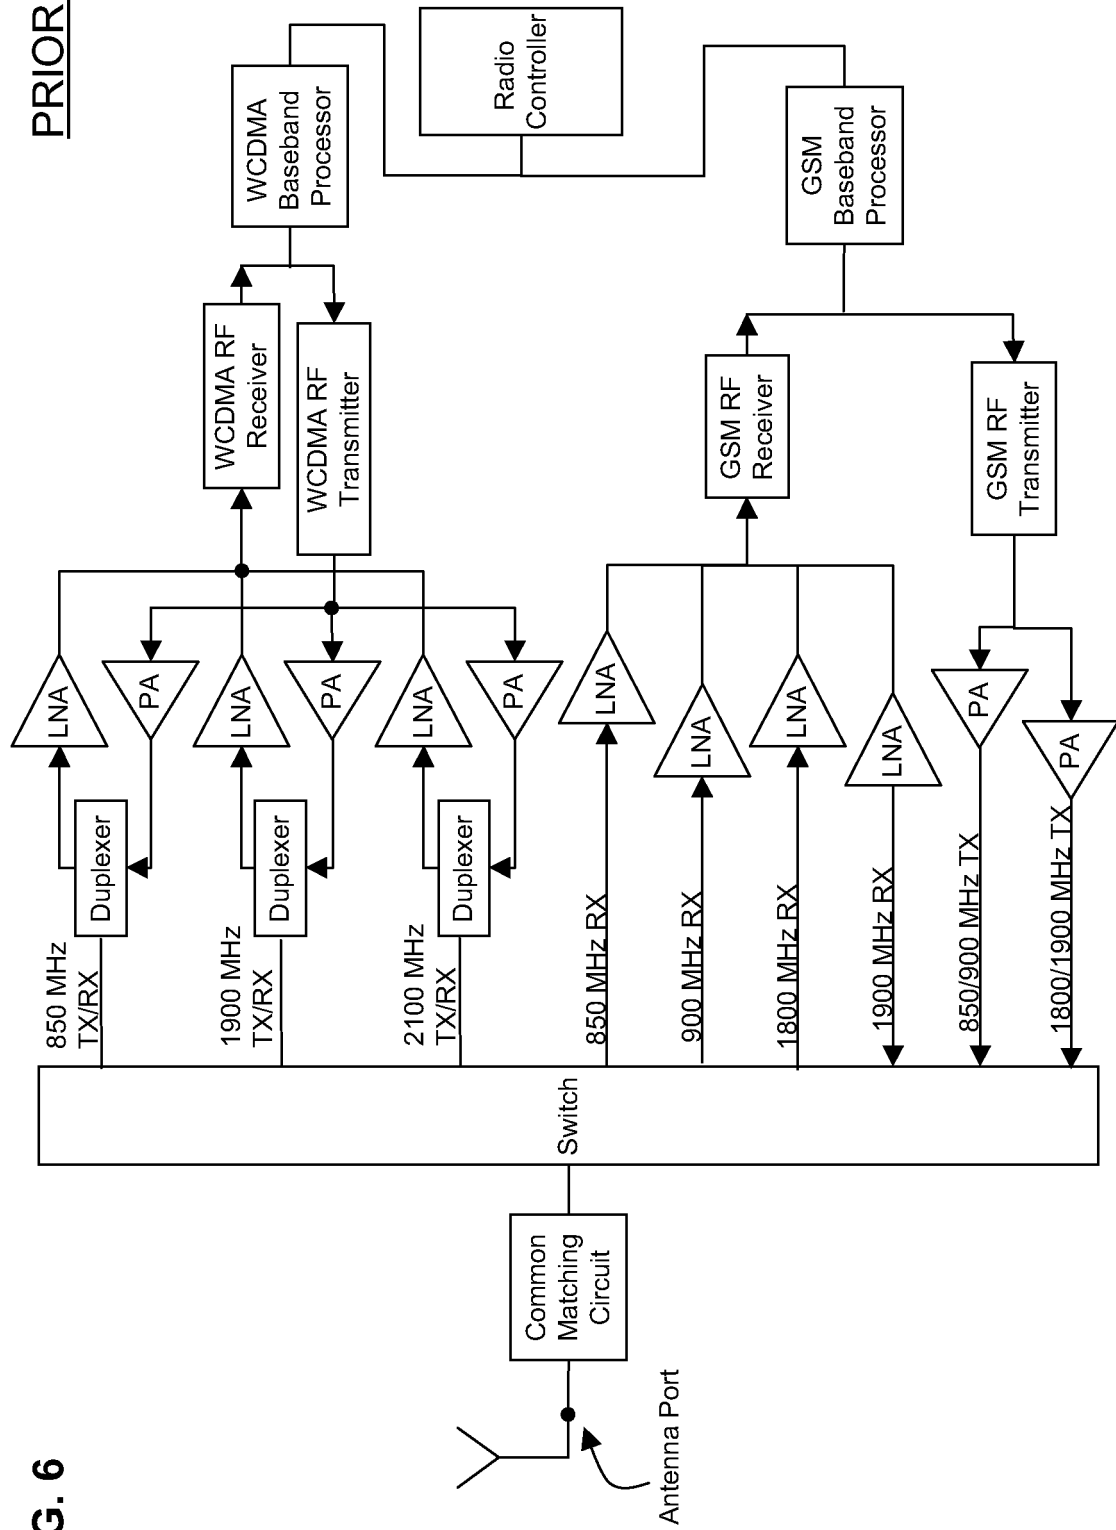 G. 6
PRIOR
Antenna Port
Common
Matching
Circuit
Switch
850 MHz
TX/RX
Duplexer
LNA
PA
1900 MHz
TX/RX
Duplexer
LNA
PA
2100 MHz
TX/RX
Duplexer
LNA
PA
WCDMA RF
Receiver
WCDMA RF
Transmitter
WCDMA
Baseband
Processor
Radio
Controller
850 MHz RX
LNA
900 MHz RX
LNA
1800 MHz RX
LNA
1900 MHz RX
LNA
850/900 MHz TX
PA
1800/1900 MHz TX
PA
GSM RF
Receiver
GSM RF
Transmitter
GSM
Baseband
Processor